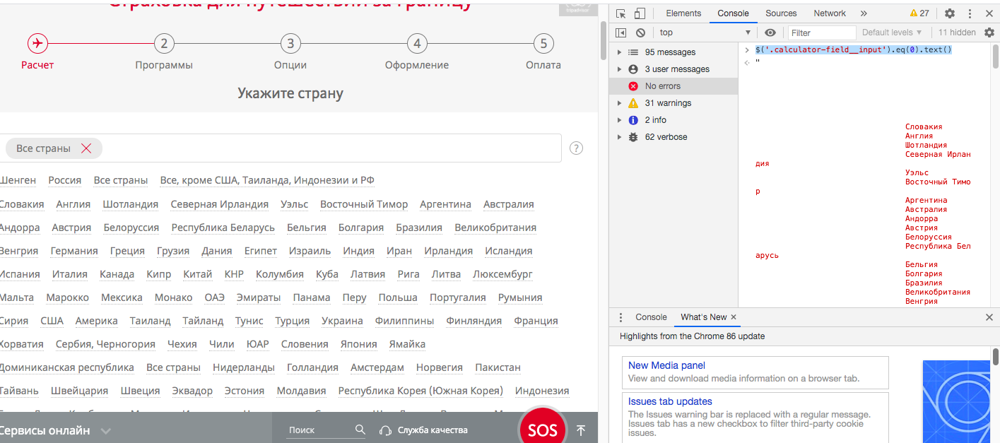 Страховка для путешествий за границу
tripadvisor
2
3
4
5
Расчет
Программы
Опции
Оформление
Оплата
Укажите страну
Все страны
?
Шенген Россия Все страны Все, кроме США, Таиланда, Индонезии и РФ
Словакия Англия Шотландия Северная Ирландия Уэльс Восточный Тимор Аргентина Австралия
Андорра Австрия Белоруссия Республика Беларусь Бельгия Болгария Бразилия Великобритания
Венгрия Германия Греция Грузия Дания Египет Израиль Индия Иран Ирландия Исландия
Испания Италия Канада Кипр Китай КНР Колумбия Куба Латвия Рига Литва Люксембург
Мальта Марокко Мексика Монако ОАЭ Эмираты Панама Перу Польша Португалия Румыния
Сирия США Америка Таиланд Тайланд Тунис Турция Украина Филиппины Финляндия Франция
Хорватия Сербия, Черногория Чехия Чили ЮАР Словения Япония Ямайка
Доминиканская республика Все страны Нидерланды Голландия Амстердам Норвегия Пакистан
Тайвань Швейцария Швеция Эквадор Эстония Молдавия Республика Корея (Южная Корея) Индонезия
Сервисы онлайн
Поиск
Служба качества
SOS
Elements Console Sources Network » 27
top Filter Default levels 11 hidden
95 messages
3 user messages
No errors
31 warnings
2 info
62 verbose
$('.calculator-field__input').eq(0).text()
"
Словакия
Англия
Шотландия
Северная Ирлан
дия
Уэльс
Восточный Тимо
р
Аргентина
Австралия
Андорра
Австрия
Белоруссия
Республика Бел
арусь
Бельгия
Болгария
Бразилия
Великобритания
Венгрия
Console What's New
Highlights from the Chrome 86 update
New Media panel
View and download media information on a browser tab.
Issues tab updates
The Issues warning bar is replaced with a regular message.
Issues tab has a new checkbox to filter third-party cookie
issues.